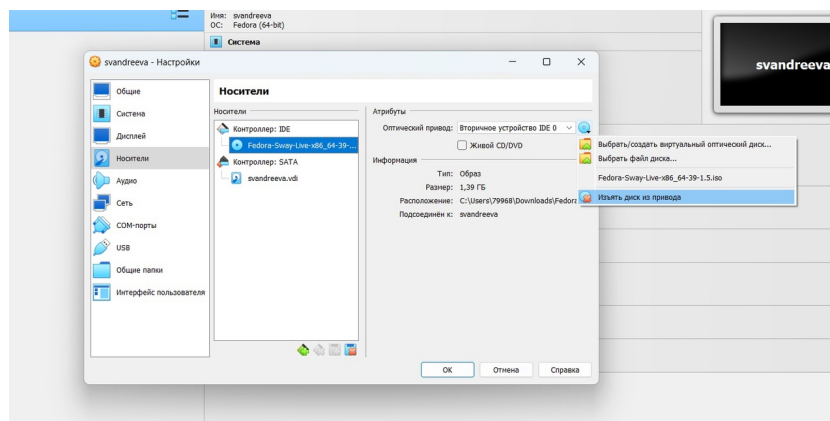 Имя: svandreeva
ОС: Fedora (64-bit)
Система
svandreeva
svandreeva - Настройки
Общие
Система
Дисплей
Носители
Аудио
Сеть
COM-порты
USB
Общие папки
Интерфейс пользователя
Носители
Носители
Контроллер: IDE
Fedora-Sway-Live-x86_64-39-...
Контроллер: SATA
svandreeva.vdi
Атрибуты
Оптический привод: Вторичное устройство IDE 0
Живой CD/DVD
Информация
Тип: Образ
Размер: 1,39 ГБ
Расположение: C:\Users\79968\Downloads\Fedora
Подсоединён к: svandreeva
Выбрать/создать виртуальный оптический диск...
Выбрать файл диска...
Fedora-Sway-Live-x86_64-39-1.5.iso
Изъять диск из привода
OK
Отмена
Справка